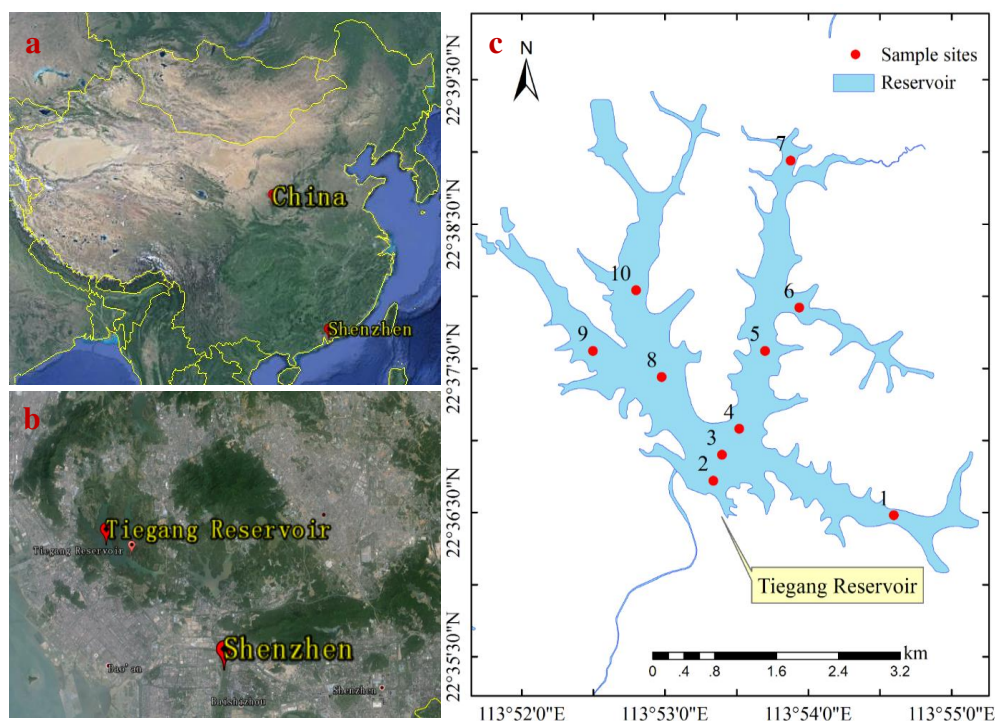 a
China
Shenzhen
b
Tiegang Reservoir
Tiegang Reservoir
Shenzhen
Bao'an
Baishizhou
Shenzhen
c
N
Sample sites
Reservoir
7
10
6
9
5
8
4
3
2
1
Tiegang Reservoir
km
0 .4 .8 1.6 2.4 3.2
22°39'30"N
22°38'30"N
22°37'30"N
22°36'30"N
22°35'30"N
113°52'0"E 113°53'0"E 113°54'0"E 113°55'0"E